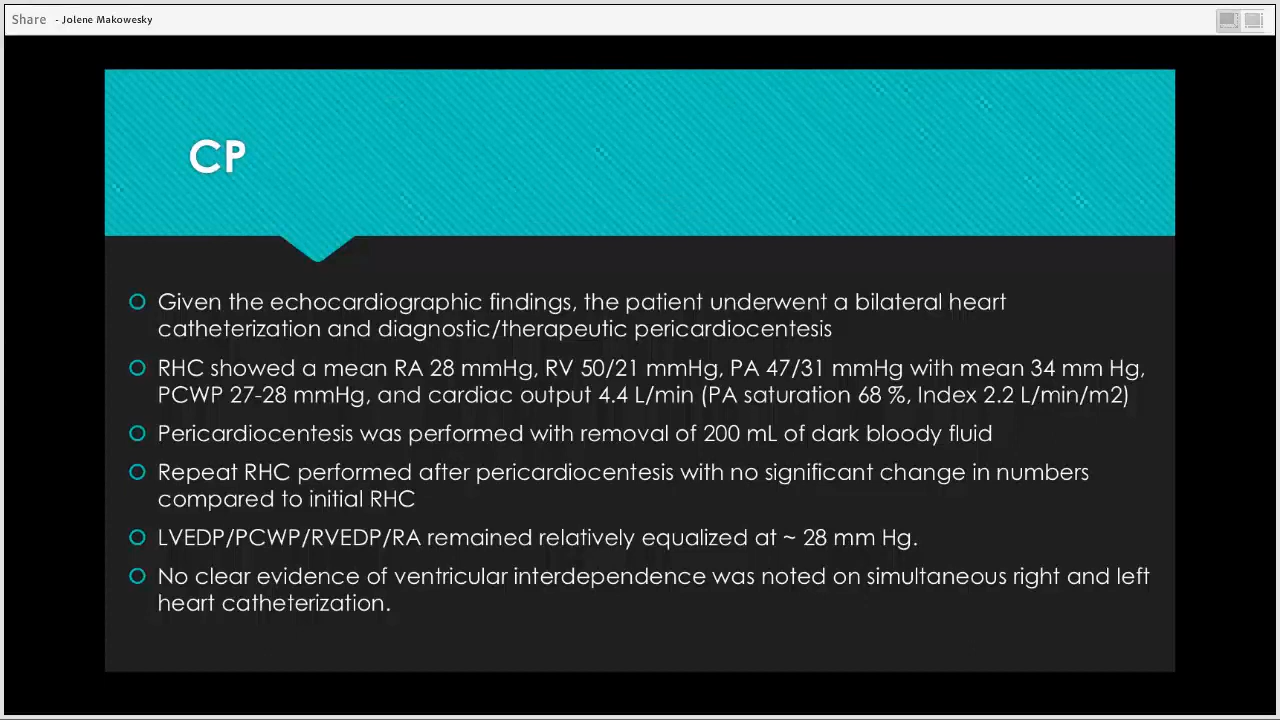 Share - Jolene Makowesky
CP
Given the echocardiographic findings, the patient underwent a bilateral heart
catheterization and diagnostic/therapeutic pericardiocentesis
RHC showed a mean RA 28 mmHg, RV 50/21 mmHg, PA 47/31 mmHg with mean 34 mm Hg,
PCWP 27-28 mmHg, and cardiac output 4.4 L/min (PA saturation 68 %, Index 2.2 L/min/m2)
Pericardiocentesis was performed with removal of 200 mL of dark bloody fluid
Repeat RHC performed after pericardiocentesis with no significant change in numbers
compared to initial RHC
LVEDP/PCWP/RVEDP/RA remained relatively equalized at ~ 28 mm Hg.
No clear evidence of ventricular interdependence was noted on simultaneous right and left
heart catheterization.